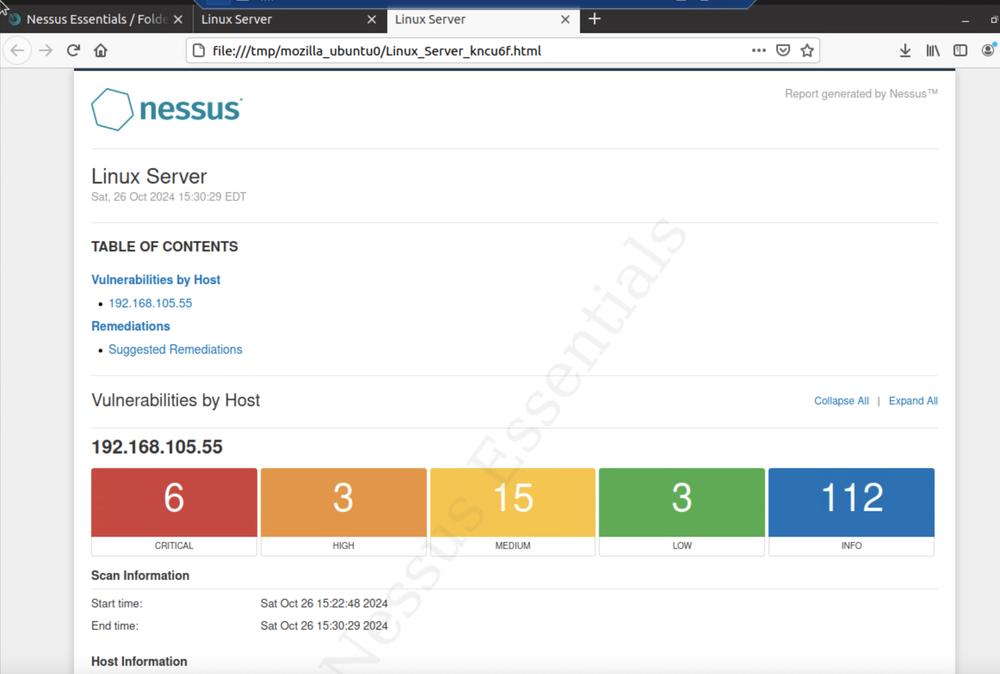 Nessus Essentials / Folde
Linux Server
Linux Server
file:///tmp/mozilla_ubuntu0/Linux_Server_kncu6f.html
nessus
Report generated by Nessus™
Linux Server
Sat, 26 Oct 2024 15:30:29 EDT
TABLE OF CONTENTS
Vulnerabilities by Host
• 192.168.105.55
Remediations
• Suggested Remediations
Vulnerabilities by Host
Collapse All | Expand All
192.168.105.55
6 3 15 3 112
CRITICAL HIGH MEDIUM LOW INFO
Scan Information
Start time: Sat Oct 26 15:22:48 2024
End time: Sat Oct 26 15:30:29 2024
Host Information
Nessus Essentials